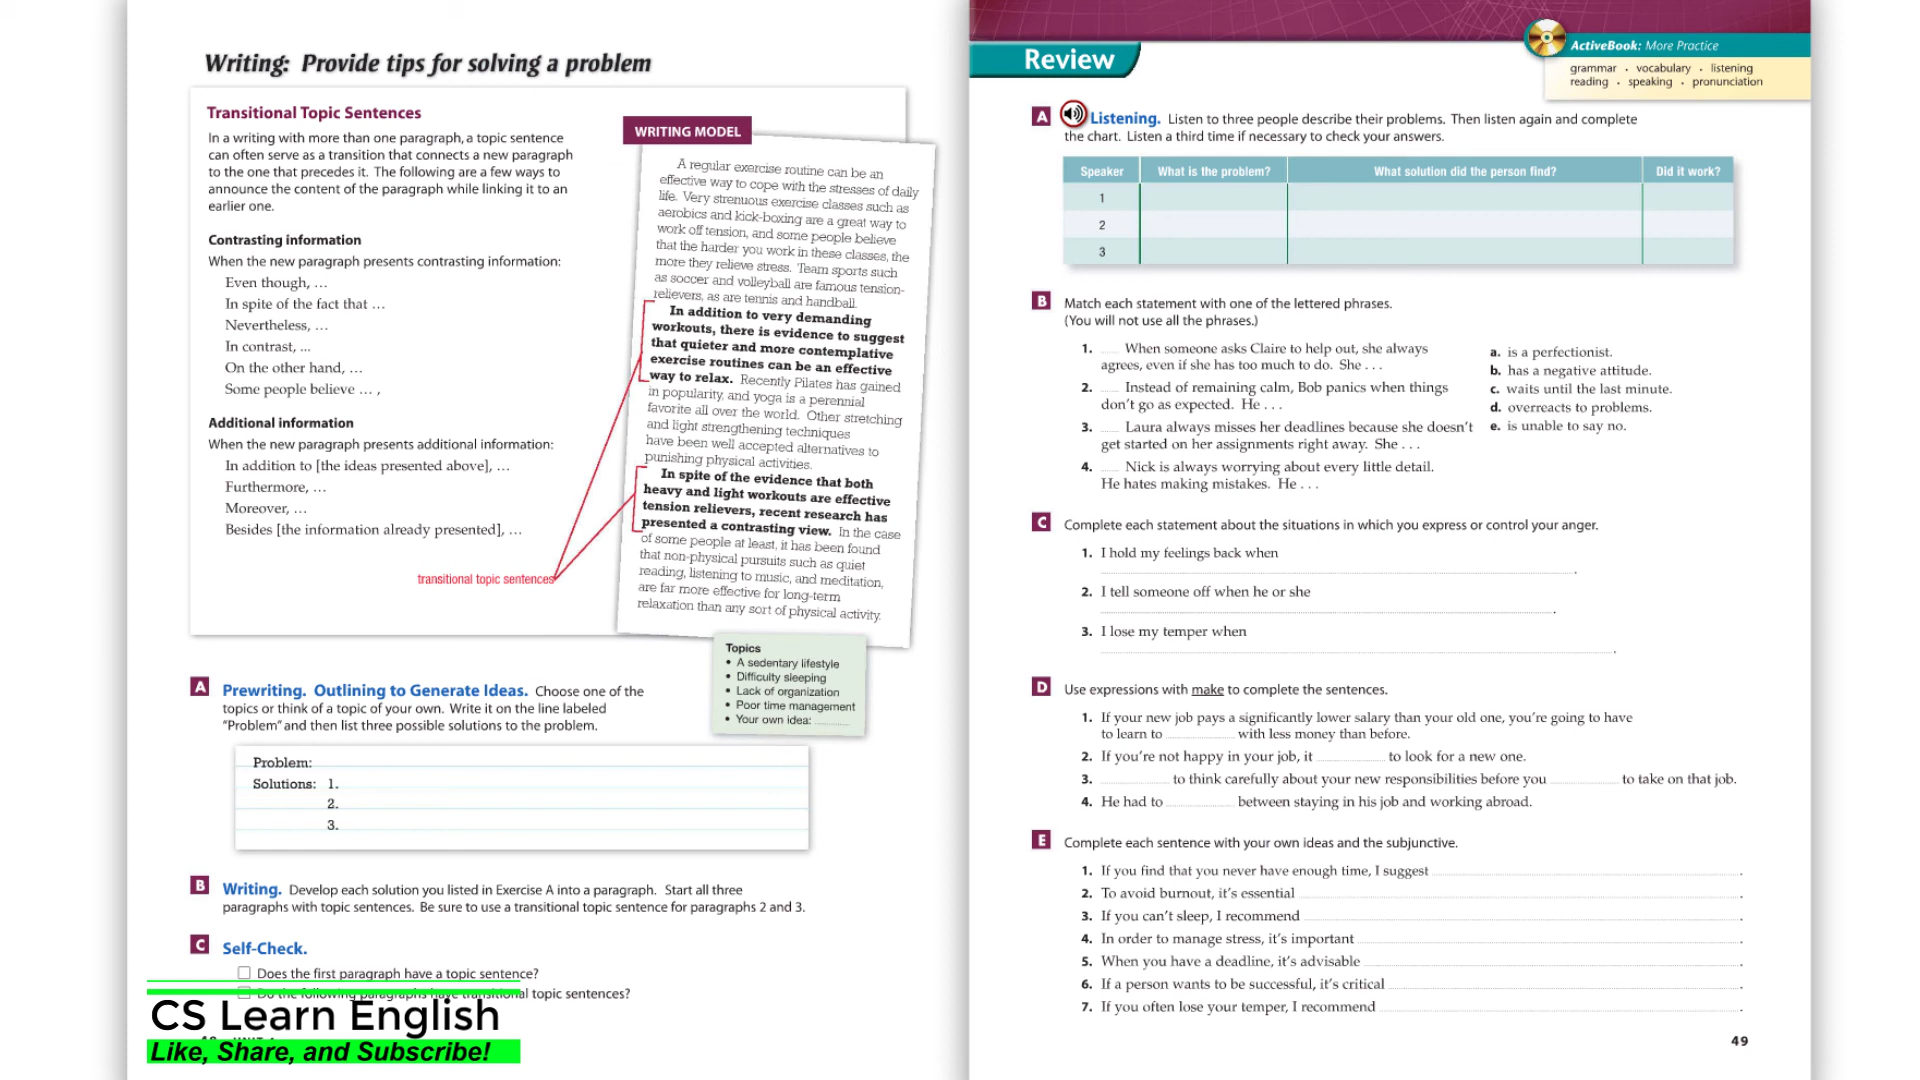 Writing: Provide tips for solving a problem
Transitional Topic Sentences
In a writing with more than one paragraph, a topic sentence
can often serve as a transition that connects a new paragraph
to the one that precedes it. The following are a few ways to
announce the content of the paragraph while linking it to an
earlier one.
Contrasting information
When the new paragraph presents contrasting information:
Even though, …
In spite of the fact that …
Nevertheless, …
In contrast, ...
On the other hand, …
Some people believe … ,
Additional information
When the new paragraph presents additional information:
In addition to [the ideas presented above], …
Furthermore, …
Moreover, …
Besides [the information already presented], …
transitional topic sentences
WRITING MODEL
A regular exercise routine can be an
effective way to cope with the stresses of daily
life. Very strenuous exercise classes such as
aerobics and kick-boxing are a great way to
work off tension, and some people believe
that the harder you work in these classes, the
more they relieve stress. Team sports such
as soccer and volleyball are famous tension-
relievers, as are tennis and handball.
In addition to very demanding
workouts, there is evidence to suggest
that quieter and more contemplative
exercise routines can be an effective
way to relax. Recently Pilates has gained
in popularity, and yoga is a perennial
favorite all over the world. Other stretching
and light strengthening techniques
have been well accepted alternatives to
punishing physical activities.
In spite of the evidence that both
heavy and light workouts are effective
tension relievers, recent research has
presented a contrasting view. In the case
of some people at least, it has been found
that non-physical pursuits such as quiet
reading, listening to music, and meditation,
are far more effective for long-term
relaxation than any sort of physical activity.
Topics
• A sedentary lifestyle
• Difficulty sleeping
• Lack of organization
• Poor time management
• Your own idea:
A Prewriting. Outlining to Generate Ideas. Choose one of the
topics or think of a topic of your own. Write it on the line labeled
"Problem" and then list three possible solutions to the problem.
Problem:
Solutions: 1.
2.
3.
B Writing. Develop each solution you listed in Exercise A into a paragraph. Start all three
paragraphs with topic sentences. Be sure to use a transitional topic sentence for paragraphs 2 and 3.
C Self-Check.
Does the first paragraph have a topic sentence?
Do the following paragraphs have transitional topic sentences?
CS Learn English
Like, Share, and Subscribe!
Review
ActiveBook: More Practice
grammar • vocabulary • listening
reading • speaking • pronunciation
A Listening. Listen to three people describe their problems. Then listen again and complete
the chart. Listen a third time if necessary to check your answers.
Speaker What is the problem? What solution did the person find? Did it work?
1
2
3
B Match each statement with one of the lettered phrases.
(You will not use all the phrases.)
1. When someone asks Claire to help out, she always
agrees, even if she has too much to do. She . . .
2. Instead of remaining calm, Bob panics when things
don't go as expected. He . . .
3. Laura always misses her deadlines because she doesn't
get started on her assignments right away. She . . .
4. Nick is always worrying about every little detail.
He hates making mistakes. He . . .
a. is a perfectionist.
b. has a negative attitude.
c. waits until the last minute.
d. overreacts to problems.
e. is unable to say no.
C Complete each statement about the situations in which you express or control your anger.
1. I hold my feelings back when
.
2. I tell someone off when he or she
.
3. I lose my temper when
.
D Use expressions with make to complete the sentences.
1. If your new job pays a significantly lower salary than your old one, you're going to have
to learn to with less money than before.
2. If you're not happy in your job, it to look for a new one.
3. to think carefully about your new responsibilities before you to take on that job.
4. He had to between staying in his job and working abroad.
E Complete each sentence with your own ideas and the subjunctive.
1. If you find that you never have enough time, I suggest .
2. To avoid burnout, it's essential .
3. If you can't sleep, I recommend .
4. In order to manage stress, it's important .
5. When you have a deadline, it's advisable .
6. If a person wants to be successful, it's critical .
7. If you often lose your temper, I recommend .
49